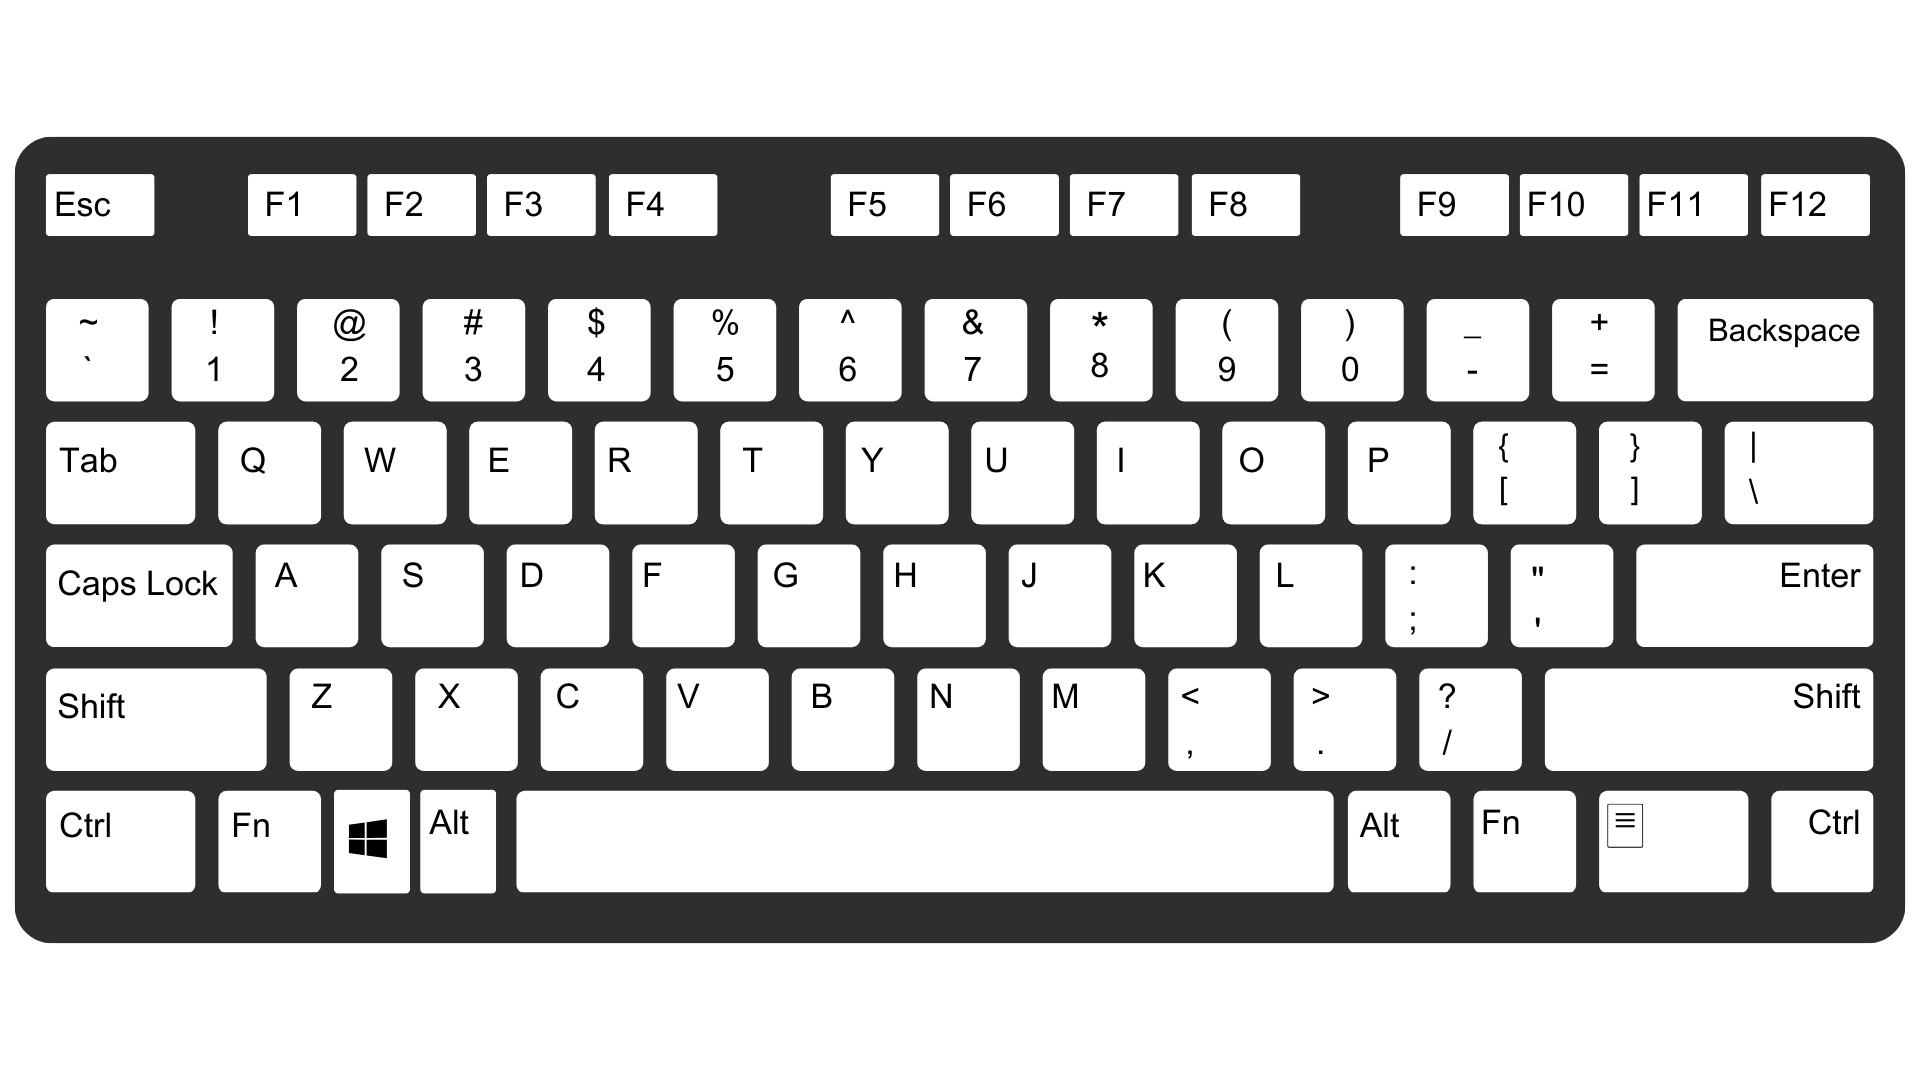 Esc F1 F2 F3 F4 F5 F6 F7 F8 F9 F10 F11 F12
~ ! @ # $ % ^ & * ( ) _ + Backspace
` 1 2 3 4 5 6 7 8 9 0 - =
Tab Q W E R T Y U I O P { } |
[ ] \
Caps Lock A S D F G H J K L : " Enter
; '
Shift Z X C V B N M < > ? Shift
, . /
Ctrl Fn Alt Alt Fn Ctrl